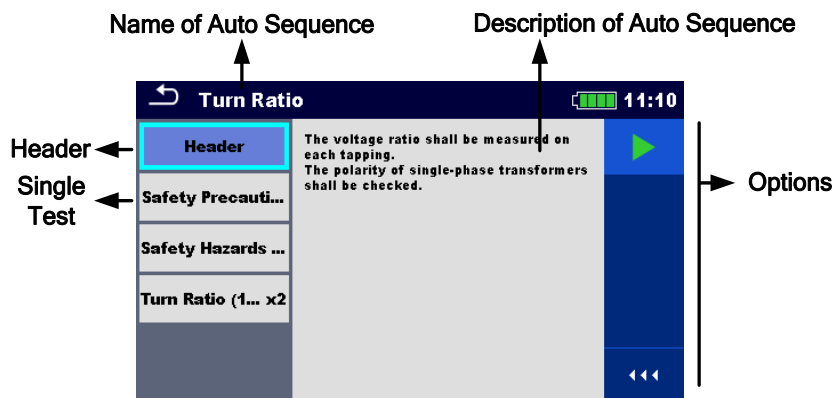 Name of Auto Sequence
Description of Auto Sequence
Turn Ratio
11:10
Header
Header
The voltage ratio shall be measured on
each tapping.
The polarity of single-phase transformers
shall be checked.
Single
Test
Safety Precauti...
Options
Safety Hazards ...
Turn Ratio (1... x2